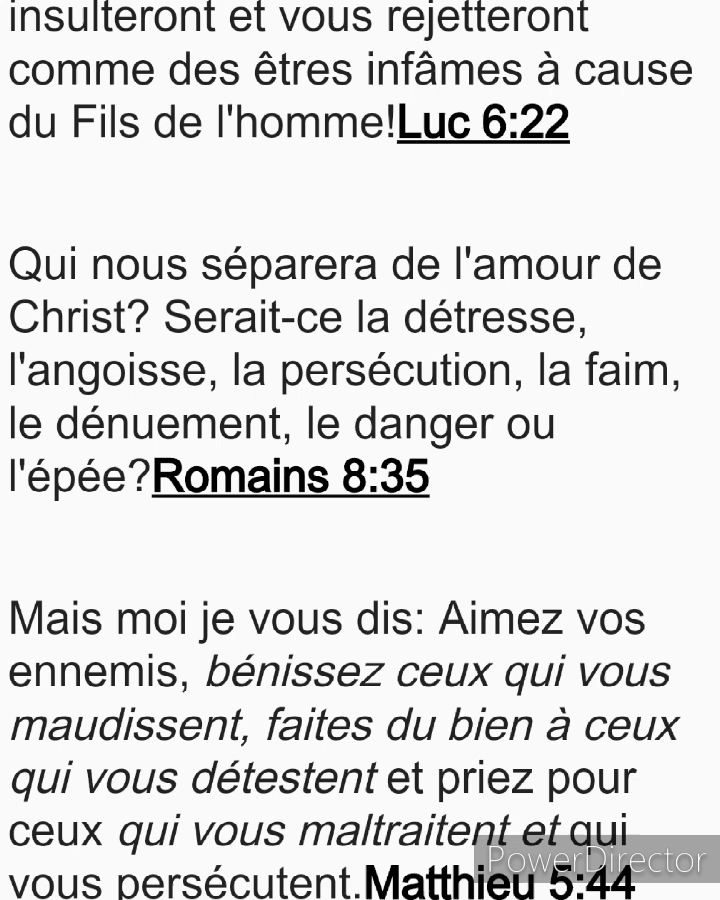 insulteront et vous rejetteront
comme des êtres infâmes à cause
du Fils de l'homme!Luc 6:22
Qui nous séparera de l'amour de
Christ? Serait-ce la détresse,
l'angoisse, la persécution, la faim,
le dénuement, le danger ou
l'épée?Romains 8:35
Mais moi je vous dis: Aimez vos
ennemis, bénissez ceux qui vous
maudissent, faites du bien à ceux
qui vous détestent et priez pour
ceux qui vous maltraitent et qui
PowerDirector
vous persécutent.Matthieu 5:44